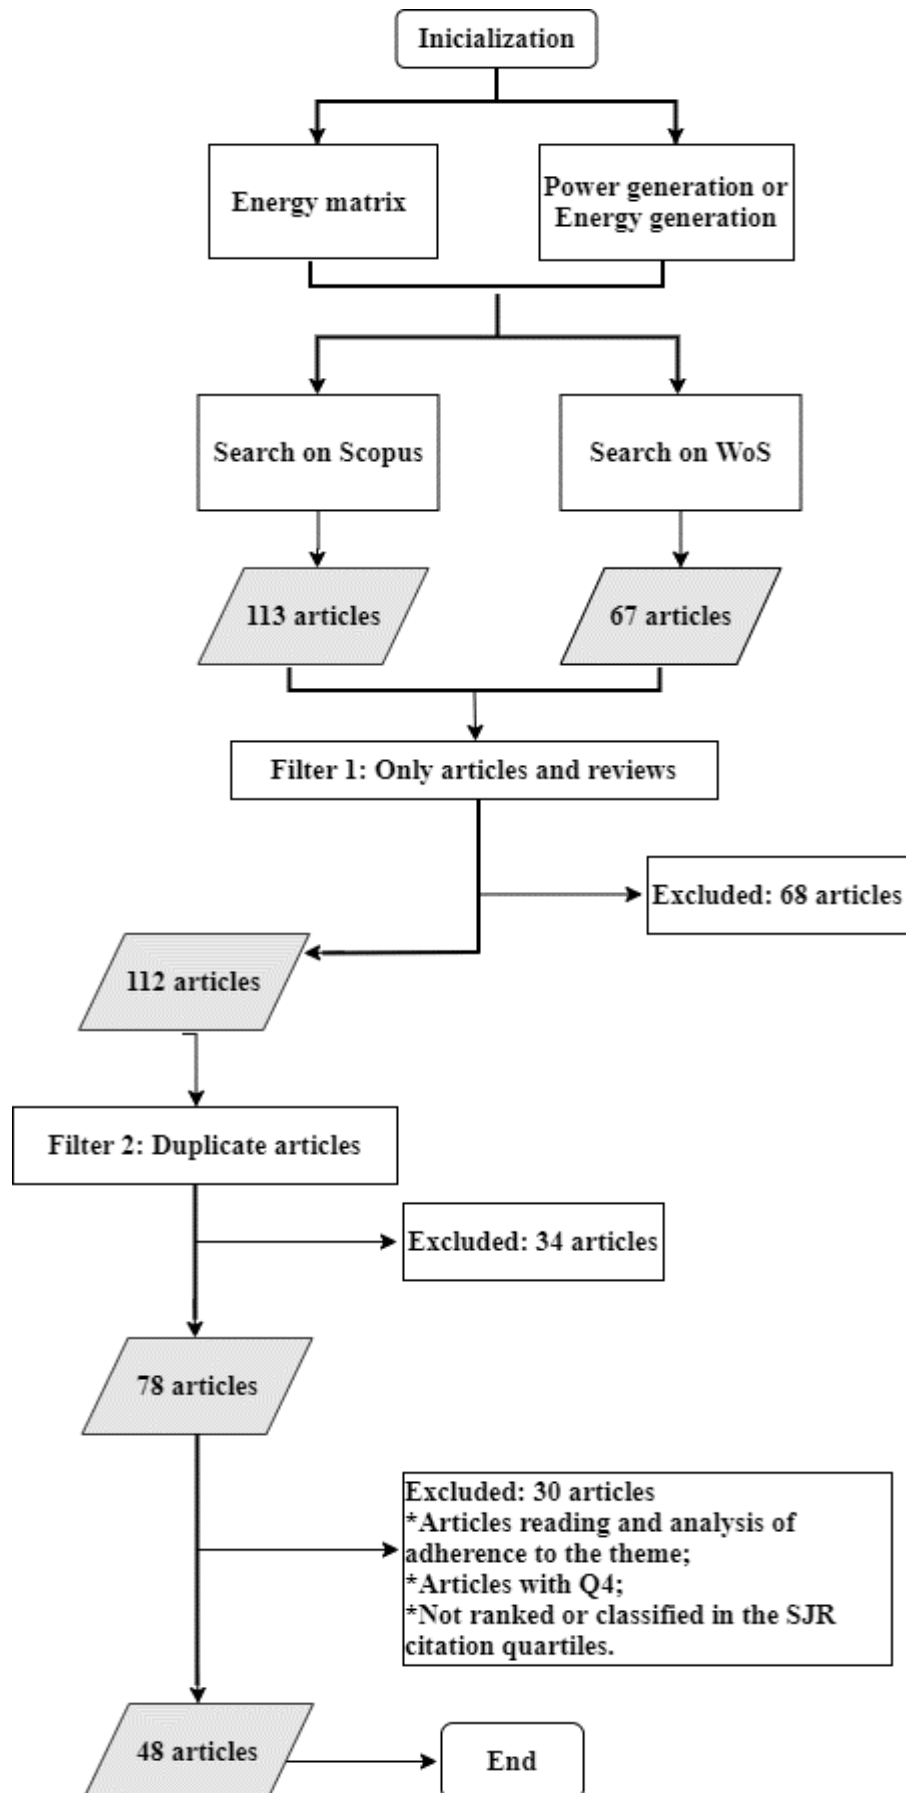 Inicialization
Energy matrix
Power generation or
Energy generation
Search on Scopus
Search on WoS
113 articles
67 articles
Filter 1: Only articles and reviews
Excluded: 68 articles
112 articles
Filter 2: Duplicate articles
Excluded: 34 articles
78 articles
Excluded: 30 articles
*Articles reading and analysis of
adherence to the theme;
*Articles with Q4;
*Not ranked or classified in the SJR
citation quartiles.
48 articles
End